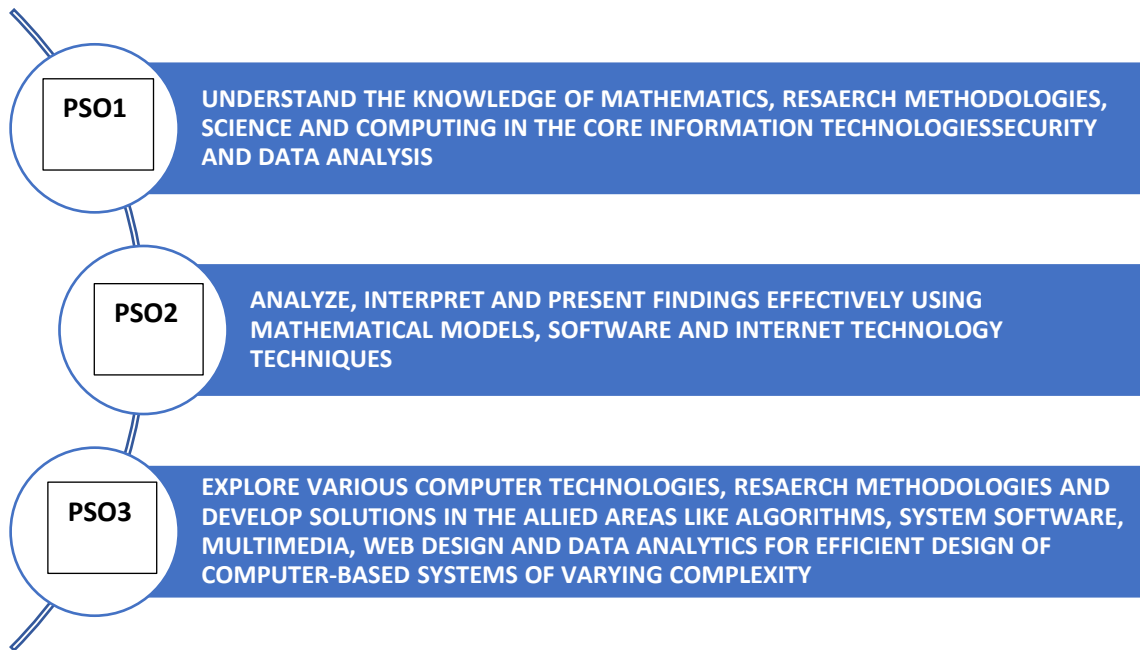 PSO1
UNDERSTAND THE KNOWLEDGE OF MATHEMATICS, RESAERCH METHODOLOGIES,
SCIENCE AND COMPUTING IN THE CORE INFORMATION TECHNOLOGIESSECURITY
AND DATA ANALYSIS
PSO2
ANALYZE, INTERPRET AND PRESENT FINDINGS EFFECTIVELY USING
MATHEMATICAL MODELS, SOFTWARE AND INTERNET TECHNOLOGY
TECHNIQUES
PSO3
EXPLORE VARIOUS COMPUTER TECHNOLOGIES, RESAERCH METHODOLOGIES AND
DEVELOP SOLUTIONS IN THE ALLIED AREAS LIKE ALGORITHMS, SYSTEM SOFTWARE,
MULTIMEDIA, WEB DESIGN AND DATA ANALYTICS FOR EFFICIENT DESIGN OF
COMPUTER-BASED SYSTEMS OF VARYING COMPLEXITY